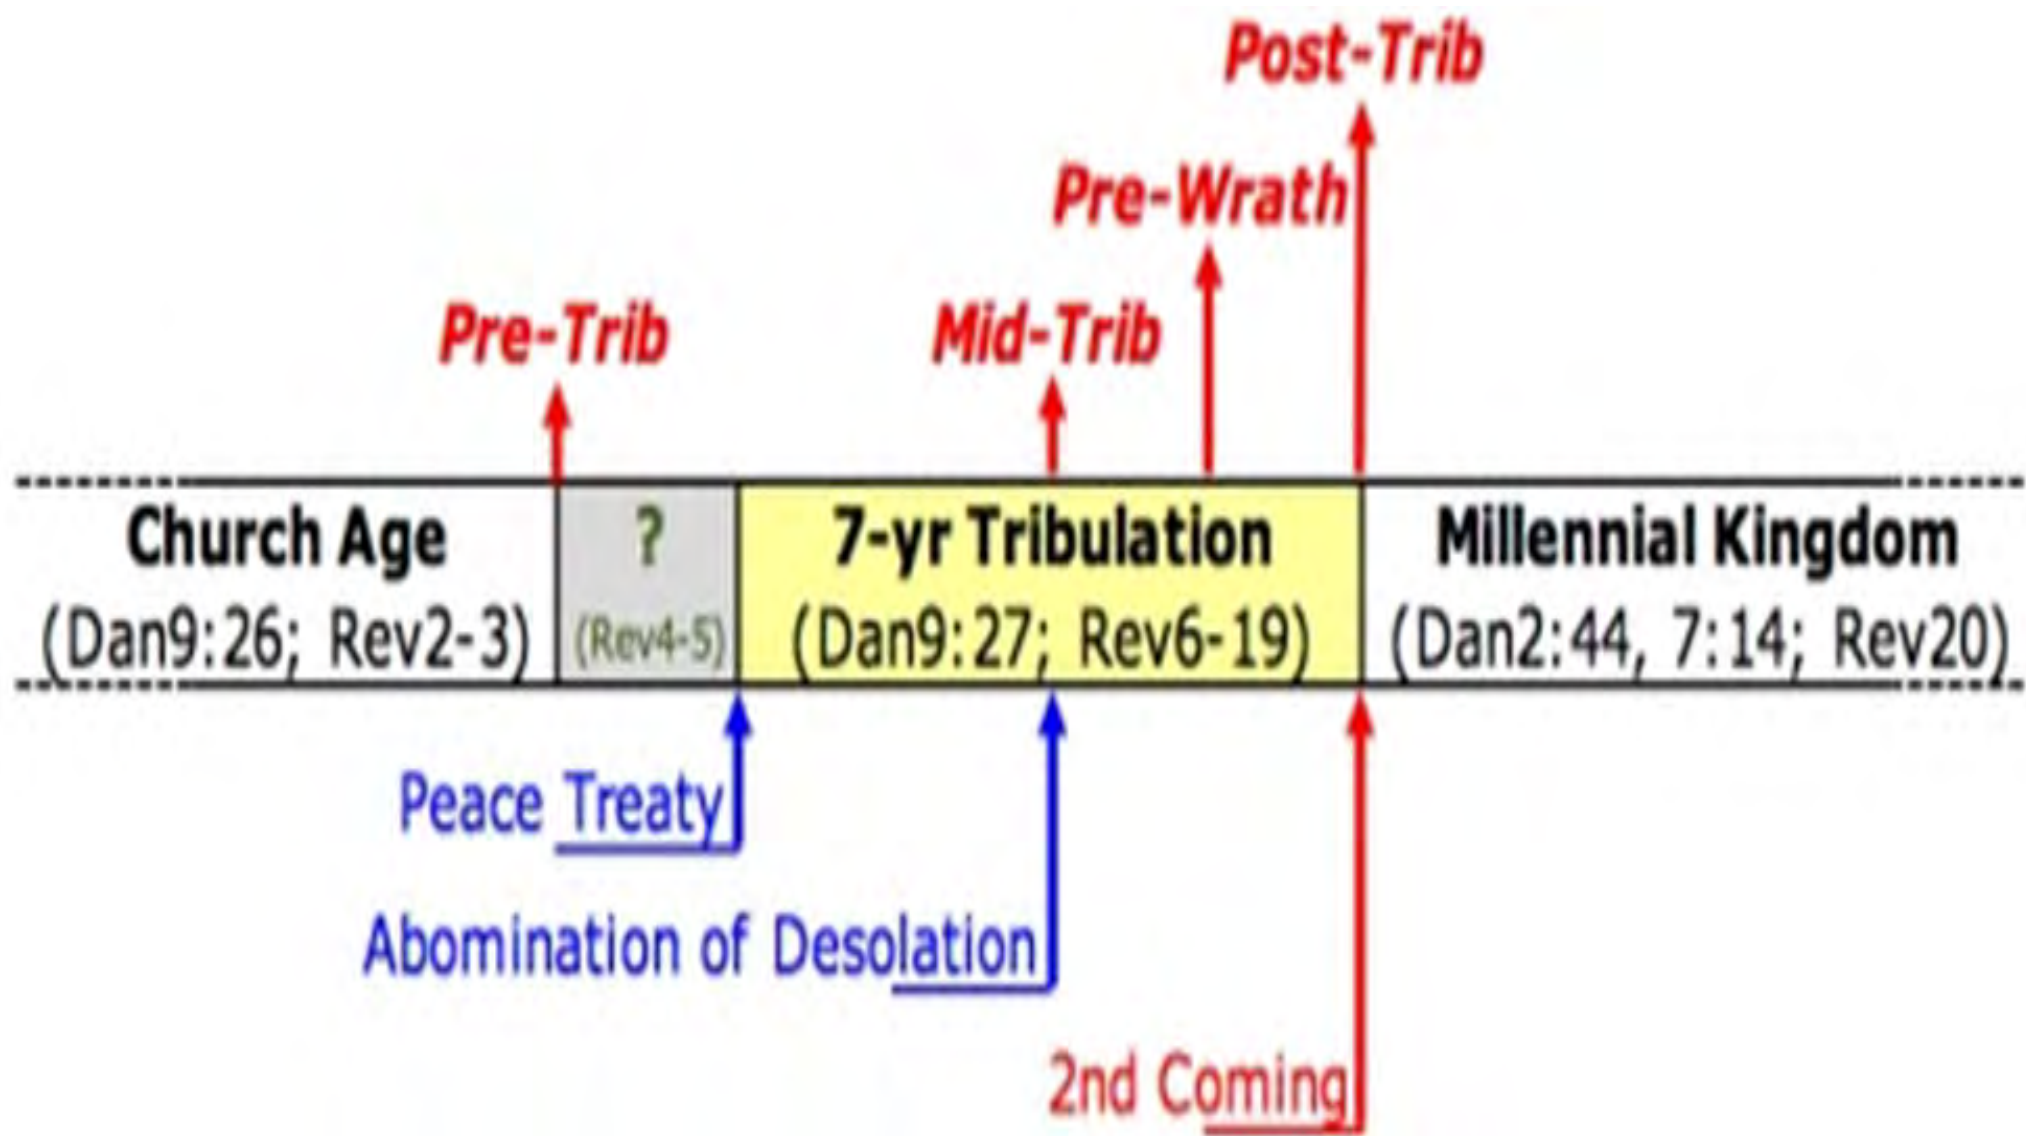 Post-Trib
Pre-Wrath
Pre-Trib
Mid-Trib
Church Age
(Dan9:26; Rev2-3)
?
(Rev4-5)
7-yr Tribulation
(Dan9:27; Rev6-19)
Millennial Kingdom
(Dan2:44, 7:14; Rev20)
Peace Treaty
Abomination of Desolation
2nd Coming